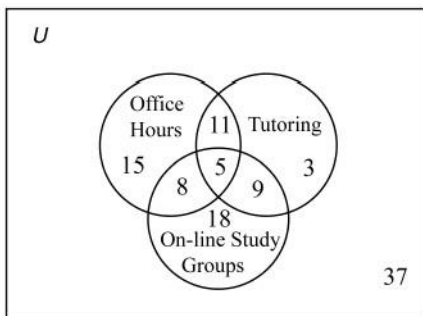 U
Office
Hours
11
Tutoring
15
5
3
8
9
18
On-line Study
Groups
37